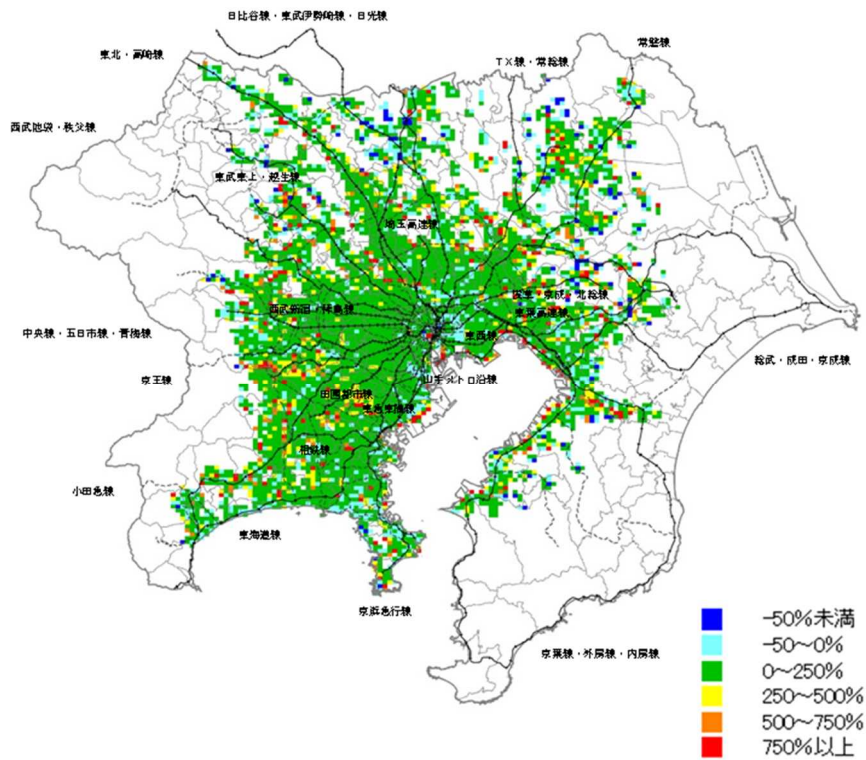 日比谷線・東武伊勢崎線・日光線
東北・高崎線
常磐線
TX線・常総線
西武池袋・秩父線
東武東上・越生線
埼玉高速線
京成・北総線
西武新宿・拝島線
東葉高速線
中央線・五日市線・青梅線
東西線
総武・成田・京成線
京王線
山手メトロ沿線
田園都市線
東急東横線
相鉄線
小田急線
東海道線
京浜急行線
京葉線・外房線・内房線
-50%未満
-50～0%
0～250%
250～500%
500～750%
750%以上